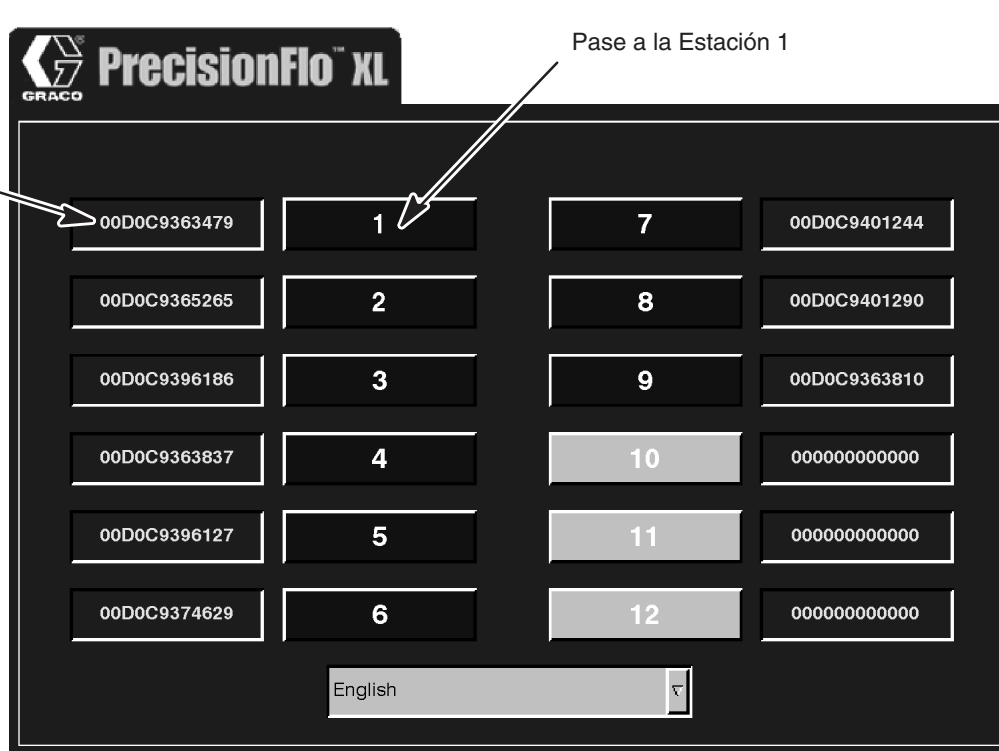 Pase a la Estación 1
GRACO
®
PrecisionFlo™ XL
00D0C9363479 1 7 00D0C9401244
00D0C9365265 2 8 00D0C9401290
00D0C9396186 3 9 00D0C9363810
00D0C9363837 4 10 000000000000
00D0C9396127 5 11 000000000000
00D0C9374629 6 12 000000000000
English